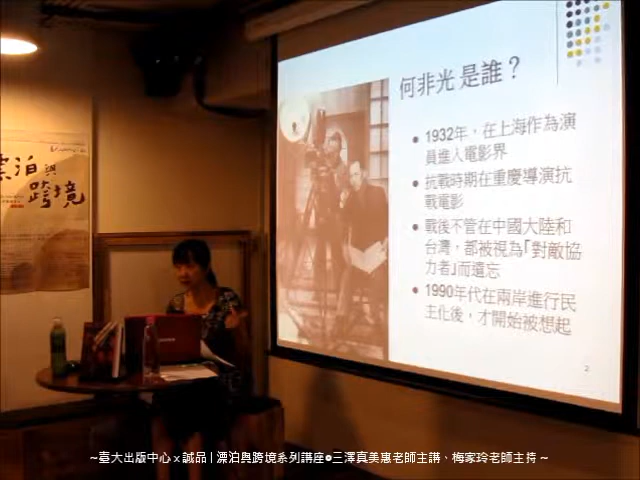 何非光是誰？
1932年，在上海作為演
員進入電影界
抗戰時期在重慶導演抗
戰電影
戰後不管在中國大陸和
台灣，都被視為「對敵協
力者」而遺忘
1990年代在兩岸進行民
主化後，才開始被想起
2
漂泊與
跨境
~臺大出版中心 x 誠品 | 漂泊與跨境系列講座●三澤真美惠老師主講、梅家玲老師主持 ~